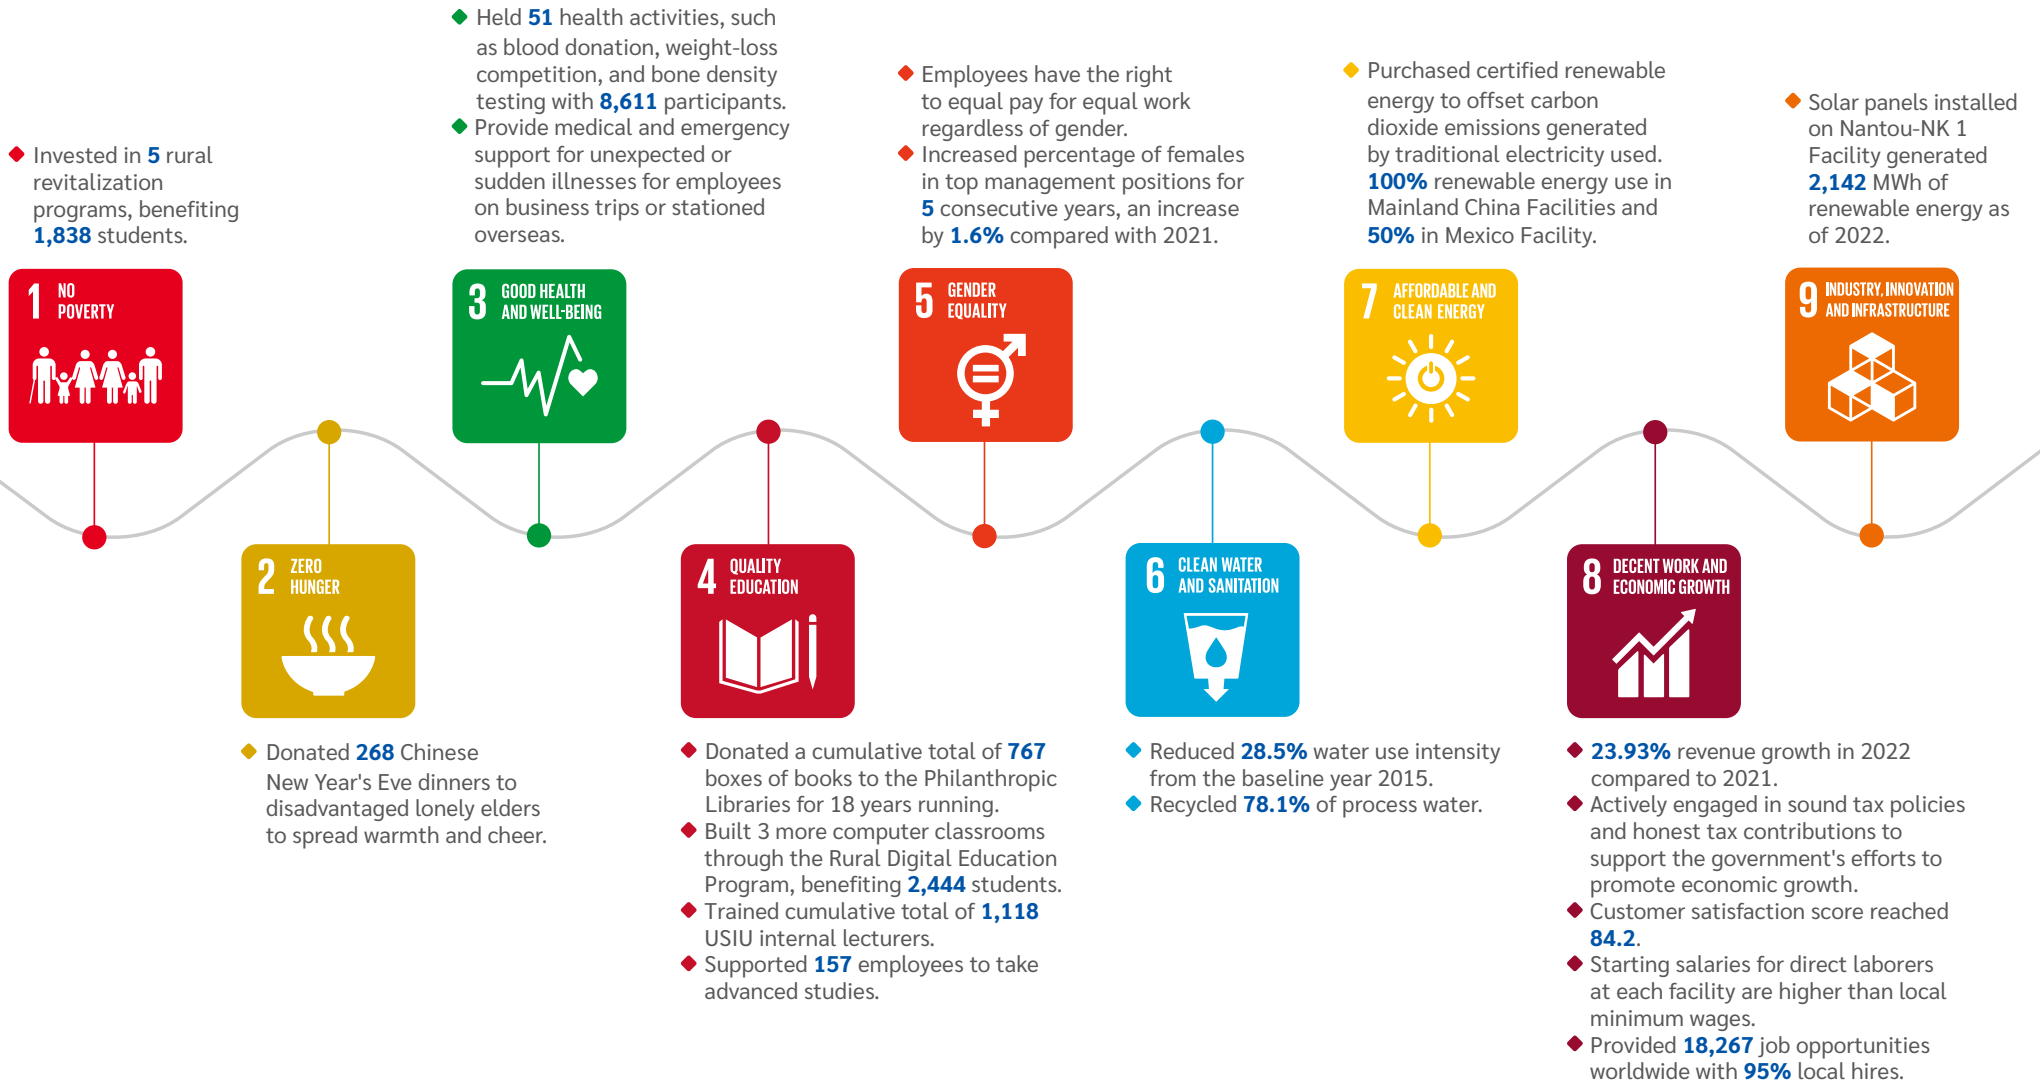 Invested in 5 rural
revitalization
programs, benefiting
1,838 students.
1 NO
POVERTY
2 ZERO
HUNGER
Donated 268 Chinese
New Year's Eve dinners to
disadvantaged lonely elders
to spread warmth and cheer.
Held 51 health activities, such
as blood donation, weight-loss
competition, and bone density
testing with 8,611 participants.
Provide medical and emergency
support for unexpected or
sudden illnesses for employees
on business trips or stationed
overseas.
3 GOOD HEALTH
AND WELL-BEING
4 QUALITY
EDUCATION
Donated a cumulative total of 767
boxes of books to the Philanthropic
Libraries for 18 years running.
Built 3 more computer classrooms
through the Rural Digital Education
Program, benefiting 2,444 students.
Trained cumulative total of 1,118
USIU internal lecturers.
Supported 157 employees to take
advanced studies.
Employees have the right
to equal pay for equal work
regardless of gender.
Increased percentage of females
in top management positions for
5 consecutive years, an increase
by 1.6% compared with 2021.
5 GENDER
EQUALITY
6 CLEAN WATER
AND SANITATION
Reduced 28.5% water use intensity
from the baseline year 2015.
Recycled 78.1% of process water.
Purchased certified renewable
energy to offset carbon
dioxide emissions generated
by traditional electricity used.
100% renewable energy use in
Mainland China Facilities and
50% in Mexico Facility.
7 AFFORDABLE AND
CLEAN ENERGY
8 DECENT WORK AND
ECONOMIC GROWTH
23.93% revenue growth in 2022
compared to 2021.
Actively engaged in sound tax policies
and honest tax contributions to
support the government's efforts to
promote economic growth.
Customer satisfaction score reached
84.2.
Starting salaries for direct laborers
at each facility are higher than local
minimum wages.
Provided 18,267 job opportunities
worldwide with 95% local hires.
Solar panels installed
on Nantou-NK 1
Facility generated
2,142 MWh of
renewable energy as
of 2022.
9 INDUSTRY, INNOVATION
AND INFRASTRUCTURE